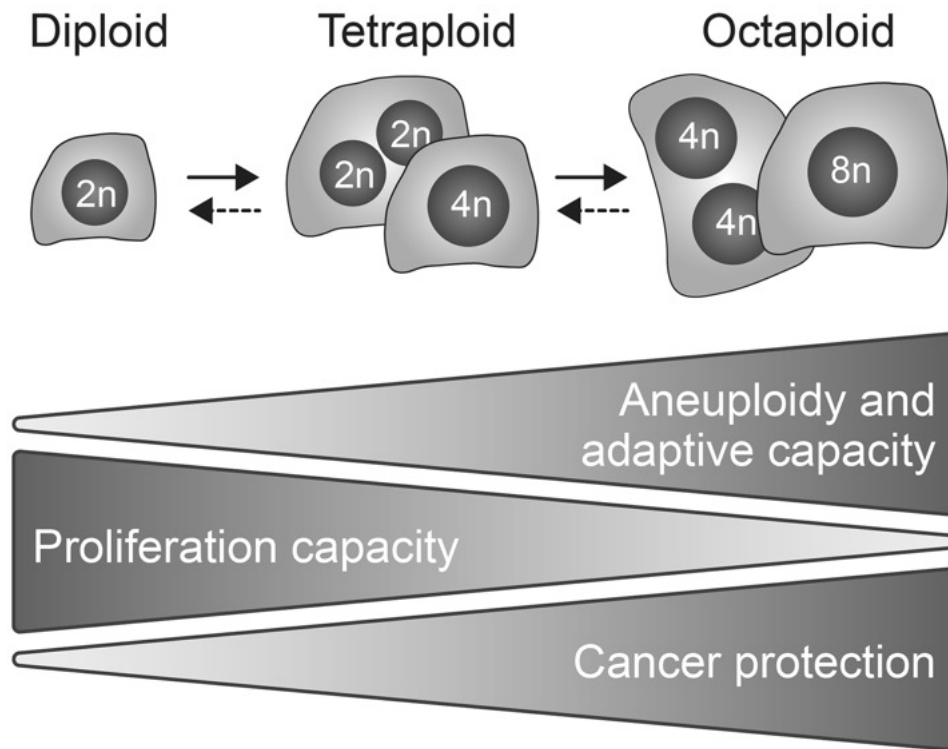 Diploid
Tetraploid
Octaploid
2n
2n
2n
4n
4n
4n
8n
Aneuploidy and
adaptive capacity
Proliferation capacity
Cancer protection